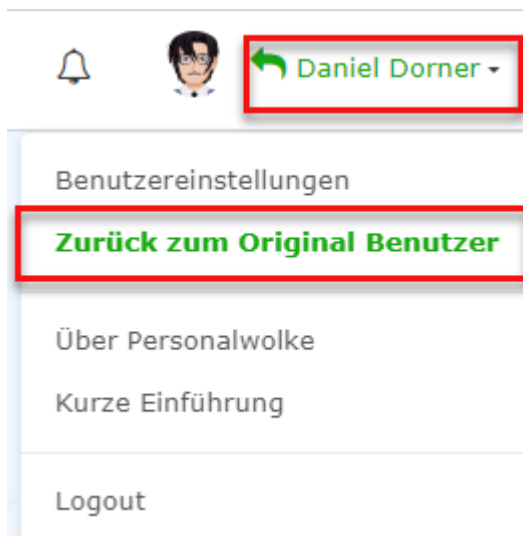 Daniel Dorner
Benutzereinstellungen
Zurück zum Original Benutzer
Über Personalwolke
Kurze Einführung
Logout